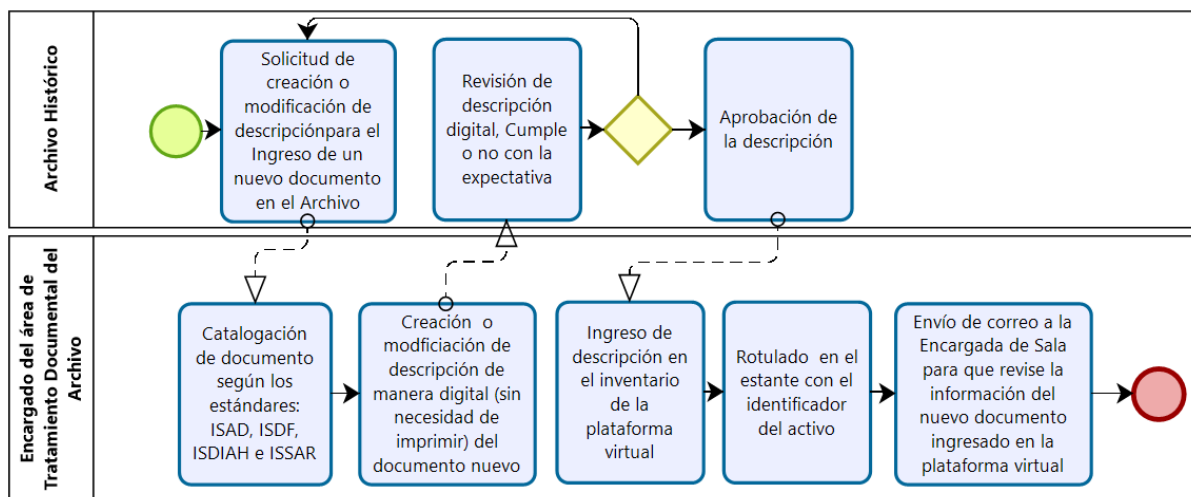 Archivo Histórico
Solicitud de
creación o
modificación de
descripciónpara el
Ingreso de un
nuevo documento
en el Archivo
Revisión de
descripción
digital, Cumple
o no con la
expectativa
Aprobación de
la descripción
Encargado del área de
Tratamiento Documental del
Archivo
Catalogación
de documento
según los
estándares:
ISAD, ISDF,
ISDIAH e ISSAR
Creación o
modficiación de
descripción de
manera digital (sin
necesidad de
imprimir) del
documento nuevo
Ingreso de
descripción en
el inventario
de la
plataforma
virtual
Rotulado en el
estante con el
identificador
del activo
Envío de correo a la
Encargada de Sala
para que revise la
información del
nuevo documento
ingresado en la
plataforma virtual